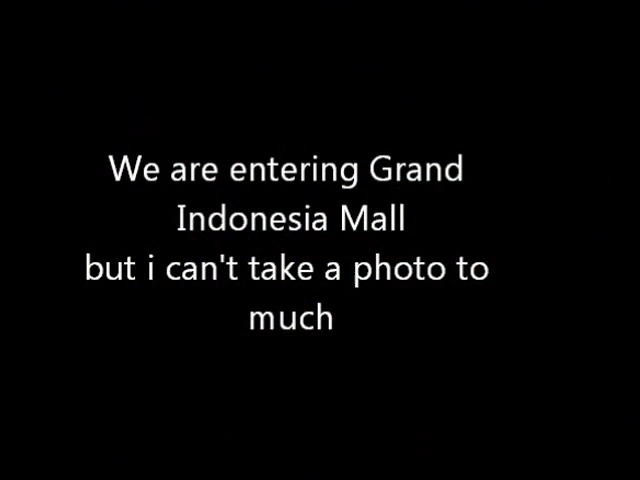 We are entering Grand
Indonesia Mall
but i can't take a photo to
much